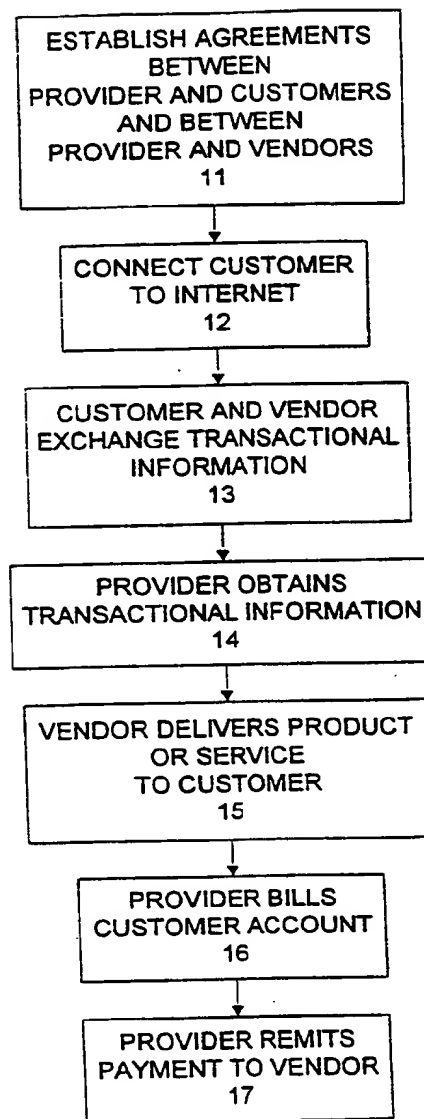 ESTABLISH AGREEMENTS
BETWEEN
PROVIDER AND CUSTOMERS
AND BETWEEN
PROVIDER AND VENDORS
11
CONNECT CUSTOMER
TO INTERNET
12
CUSTOMER AND VENDOR
EXCHANGE TRANSACTIONAL
INFORMATION
13
PROVIDER OBTAINS
TRANSACTIONAL INFORMATION
14
VENDOR DELIVERS PRODUCT
OR SERVICE
TO CUSTOMER
15
PROVIDER BILLS
CUSTOMER ACCOUNT
16
PROVIDER REMITS
PAYMENT TO VENDOR
17